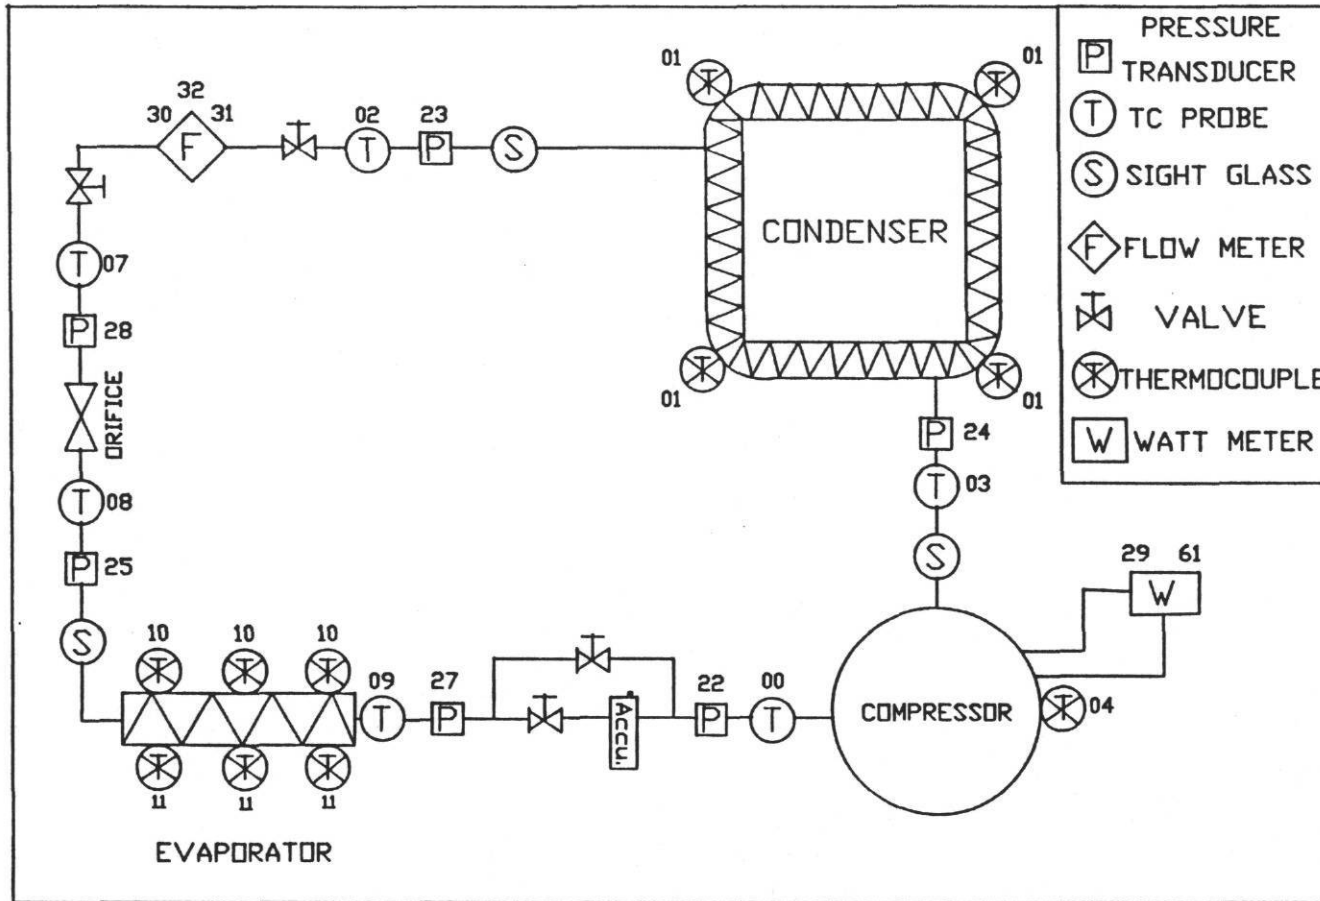 01
01
PRESSURE
P TRANSDUCER
32
30 31
02 23
T TC PROBE
F
T P S
S SIGHT GLASS
CONDENSER
F FLOW METER
T 07
P 28
VALVE
01
01
T THERMOCOUPLE
ORIFICE
P 24
W WATT METER
T 03
T 08
P 25
S
29 61
W
S
10 10 10
T T T
09 27
22 00
T P
Accu.
P T
COMPRESSOR
T 04
T T T
11 11 11
EVAPORATOR
T
T
T
T